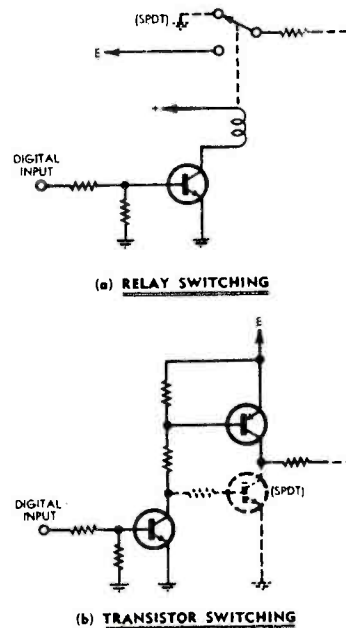 (SPDT)
E
+
DIGITAL
INPUT
(a) RELAY SWITCHING
E
(SPDT)
DIGITAL
INPUT
(b) TRANSISTOR SWITCHING